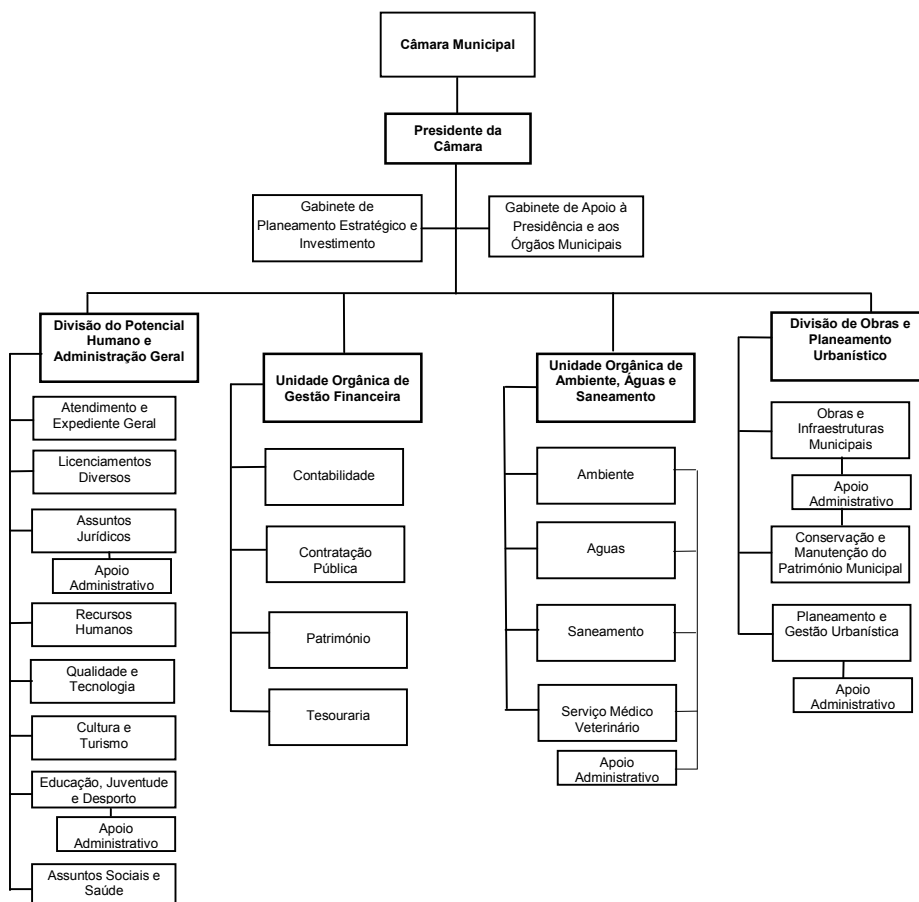 Câmara Municipal
Presidente da
Câmara
Gabinete de
Planeamento Estratégico e
Investimento
Gabinete de Apoio à
Presidência e aos
Órgãos Municipais
Divisão do Potencial
Humano e
Administração Geral
Atendimento e
Expediente Geral
Licenciamentos
Diversos
Assuntos
Jurídicos
Apoio
Administrativo
Recursos
Humanos
Qualidade e
Tecnologia
Cultura e
Turismo
Educação, Juventude
e Desporto
Apoio
Administrativo
Assuntos Sociais e
Saúde
Unidade Orgânica de
Gestão Financeira
Contabilidade
Contratação
Pública
Património
Tesouraria
Unidade Orgânica de
Ambiente, Águas e
Saneamento
Ambiente
Aguas
Saneamento
Serviço Médico
Veterinário
Apoio
Administrativo
Divisão de Obras e
Planeamento
Urbanístico
Obras e
Infraestruturas
Municipais
Apoio
Administrativo
Conservação e
Manutenção do
Património Municipal
Planeamento e
Gestão Urbanística
Apoio
Administrativo